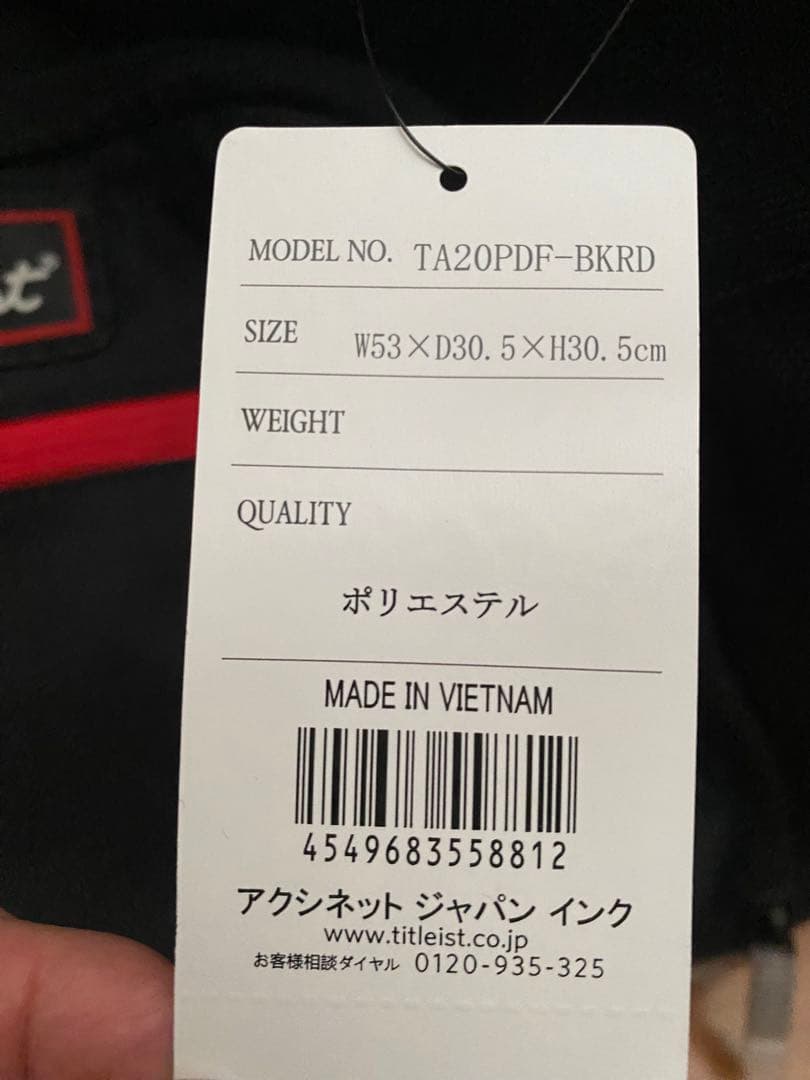 MODEL NO. TA20PDF-BKRD
SIZE W53×D30.5×H30.5cm
WEIGHT
QUALITY
ポリエステル
MADE IN VIETNAM
4549683558812
アクシネット ジャパン インク
www.titleist.co.jp
お客様相談ダイヤル 0120-935-325